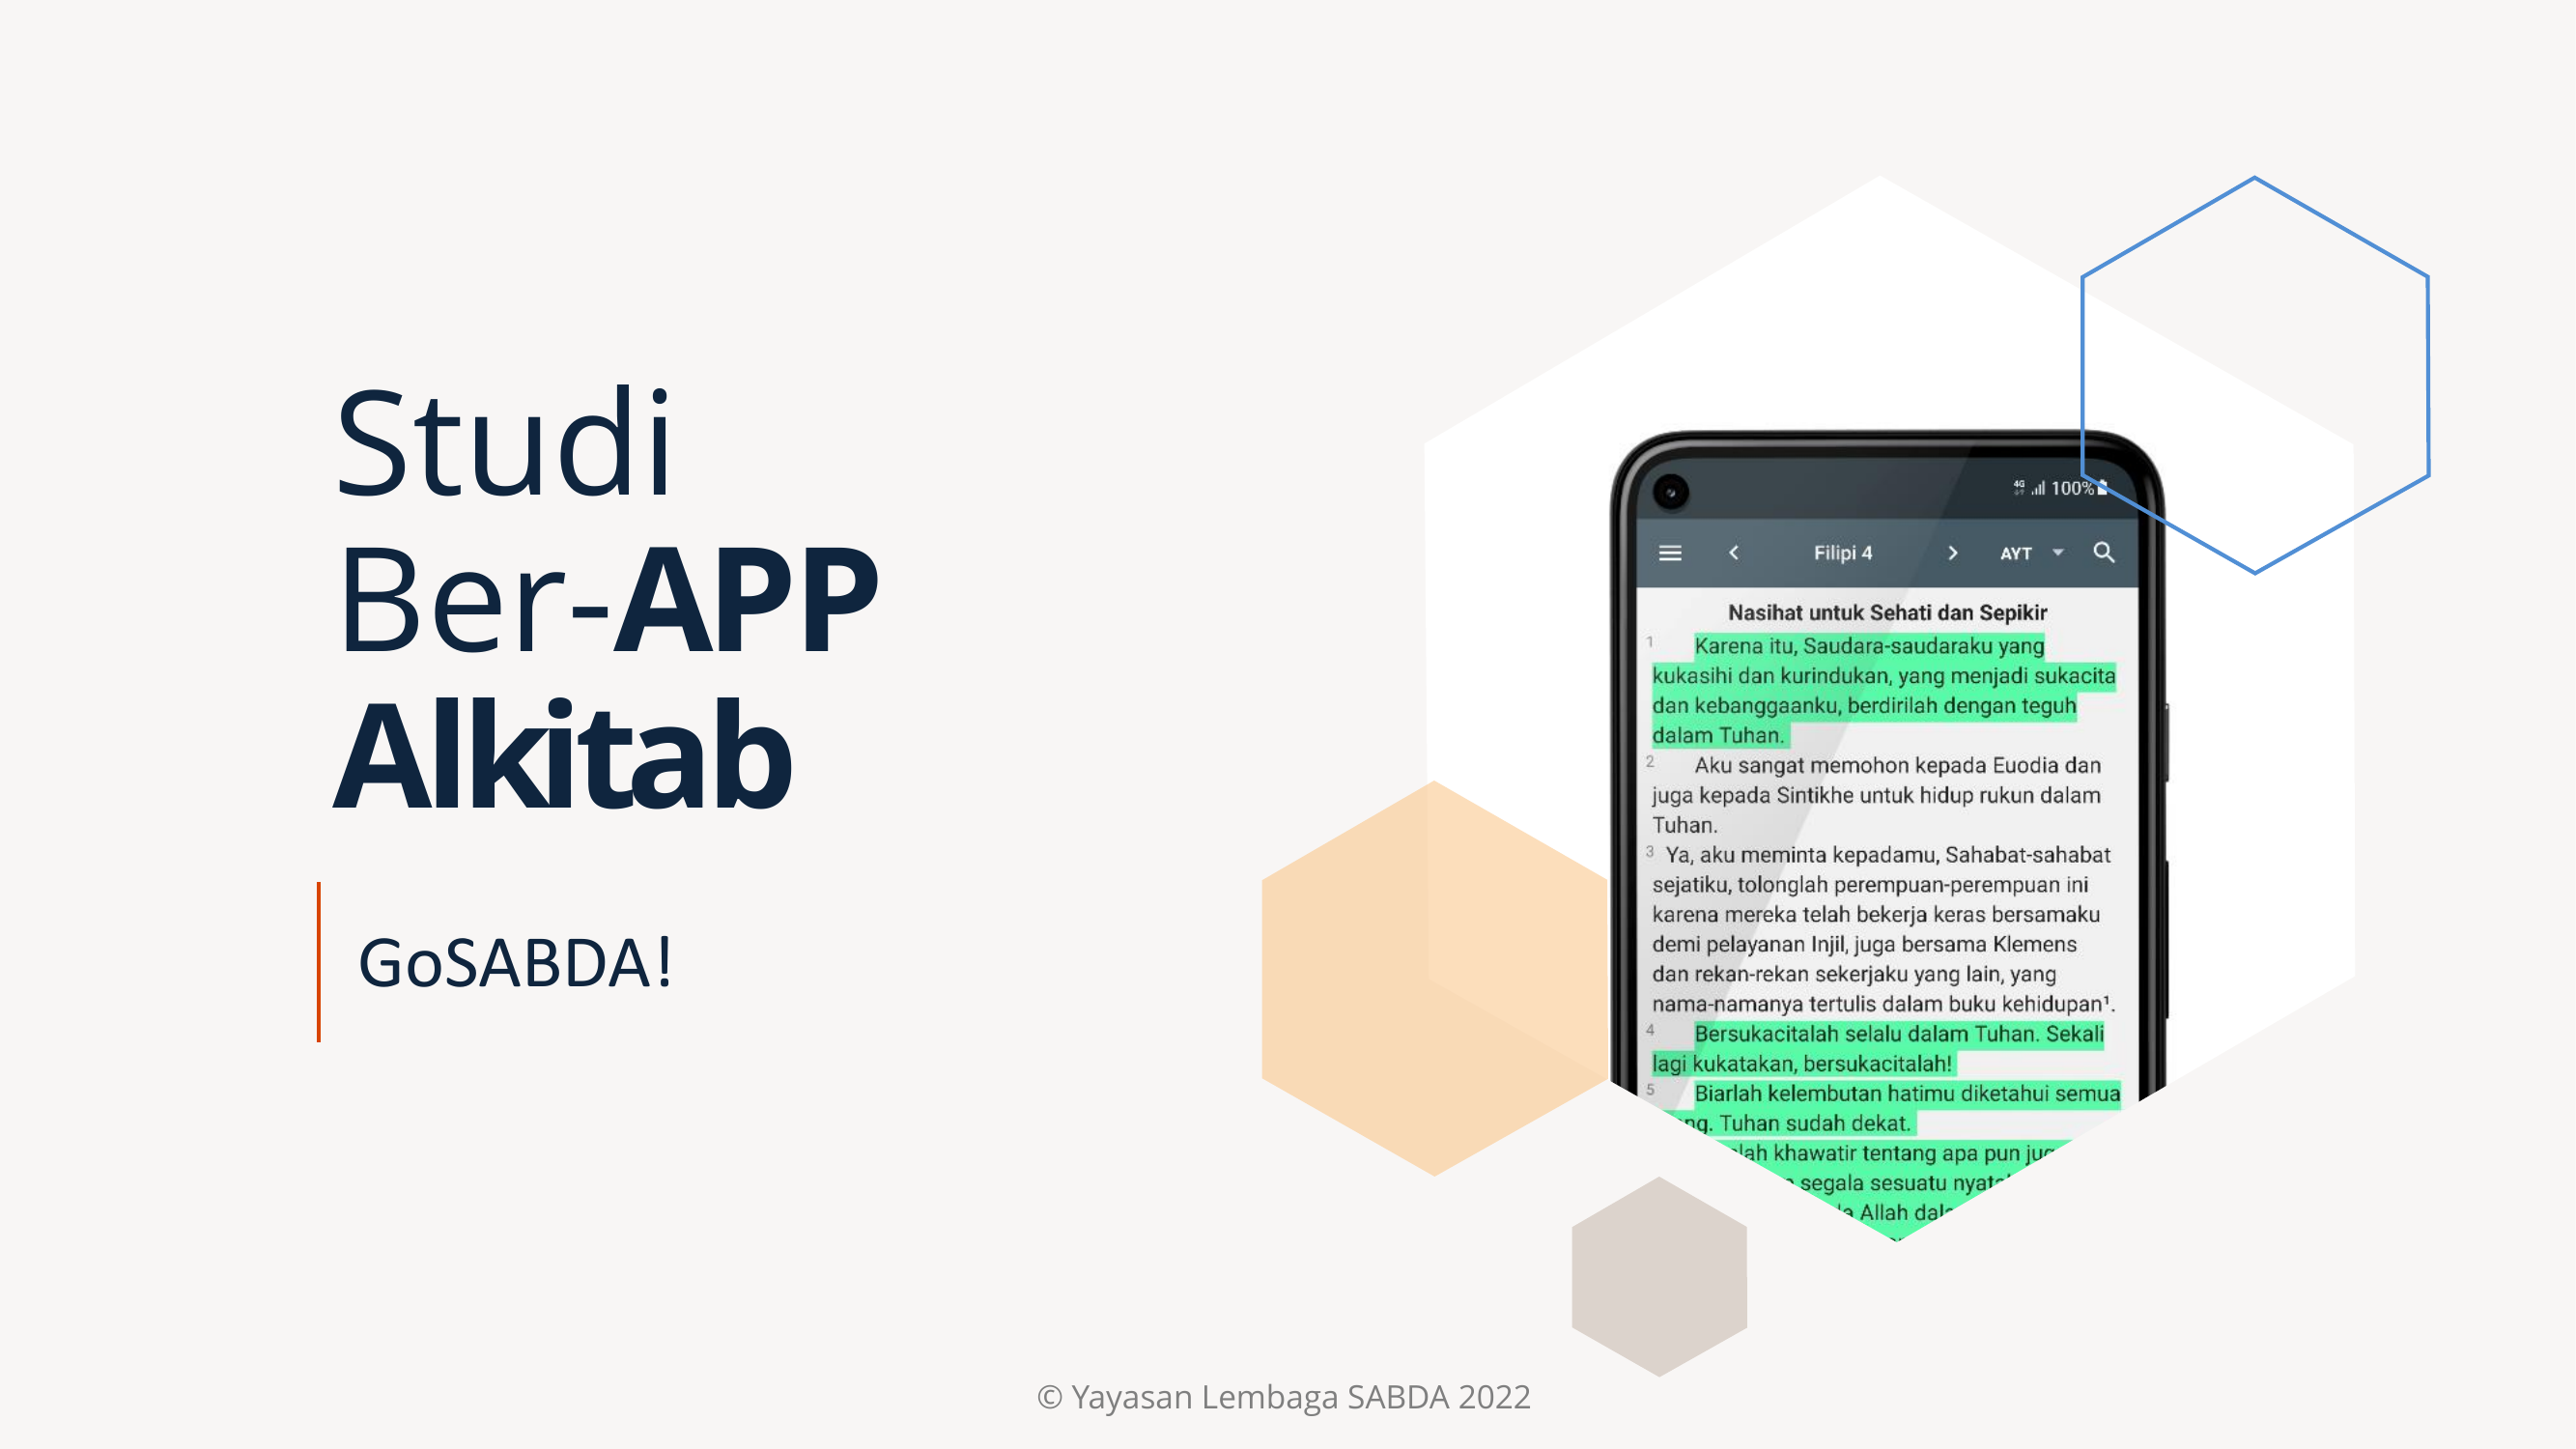 Studi
Ber-APP
Alkitab
GoSABDA!
4G 100%
Filipi 4 AYT
Nasihat untuk Sehati dan Sepikir
1 Karena itu, Saudara-saudaraku yang
kukasihi dan kurindukan, yang menjadi sukacita
dan kebanggaanku, berdirilah dengan teguh
dalam Tuhan.
2 Aku sangat memohon kepada Euodia dan
juga kepada Sintikhe untuk hidup rukun dalam
Tuhan.
3 Ya, aku meminta kepadamu, Sahabat-sahabat
sejatiku, tolonglah perempuan-perempuan ini
karena mereka telah bekerja keras bersamaku
demi pelayanan Injil, juga bersama Klemens
dan rekan-rekan sekerjaku yang lain, yang
nama-namanya tertulis dalam buku kehidupan¹.
4 Bersukacitalah selalu dalam Tuhan. Sekali
lagi kukatakan, bersukacitalah!
5 Biarlah kelembutan hatimu diketahui semua
Tuhan sudah dekat.
khawatir tentang apa pun
segala sesuatu
Allah
© Yayasan Lembaga SABDA 2022